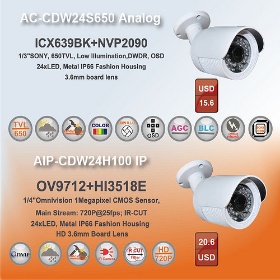 AC-CDW24S650 Analog
ICX639BK+NVP2090
1/3"SONY, 650TVL, Low Illumination,DWDR, OSD
24xLED, Metal IP66 Fashion Housing
3.6mm board lens
USD
15.6
TVL
650
COLOR
OSD
AGC
BLC
AIP-CDW24H100 IP
OV9712+HI3518E
1/4"Omnivision 1Megapixel CMOS Sensor,
Main Stream: 720P@25fps; IR-CUT
24xLED, Metal IP66 Fashion Housing
HD 3.6mm Board Lens
20.6
USD
Onvif
HD
720P